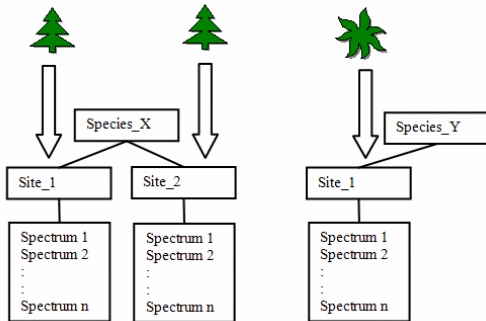 Species_X
Species_Y
Site_1
Site_2
Site_1
Spectrum 1
Spectrum 2
:
:
Spectrum n
Spectrum 1
Spectrum 2
:
:
Spectrum n
Spectrum 1
Spectrum 2
:
:
Spectrum n